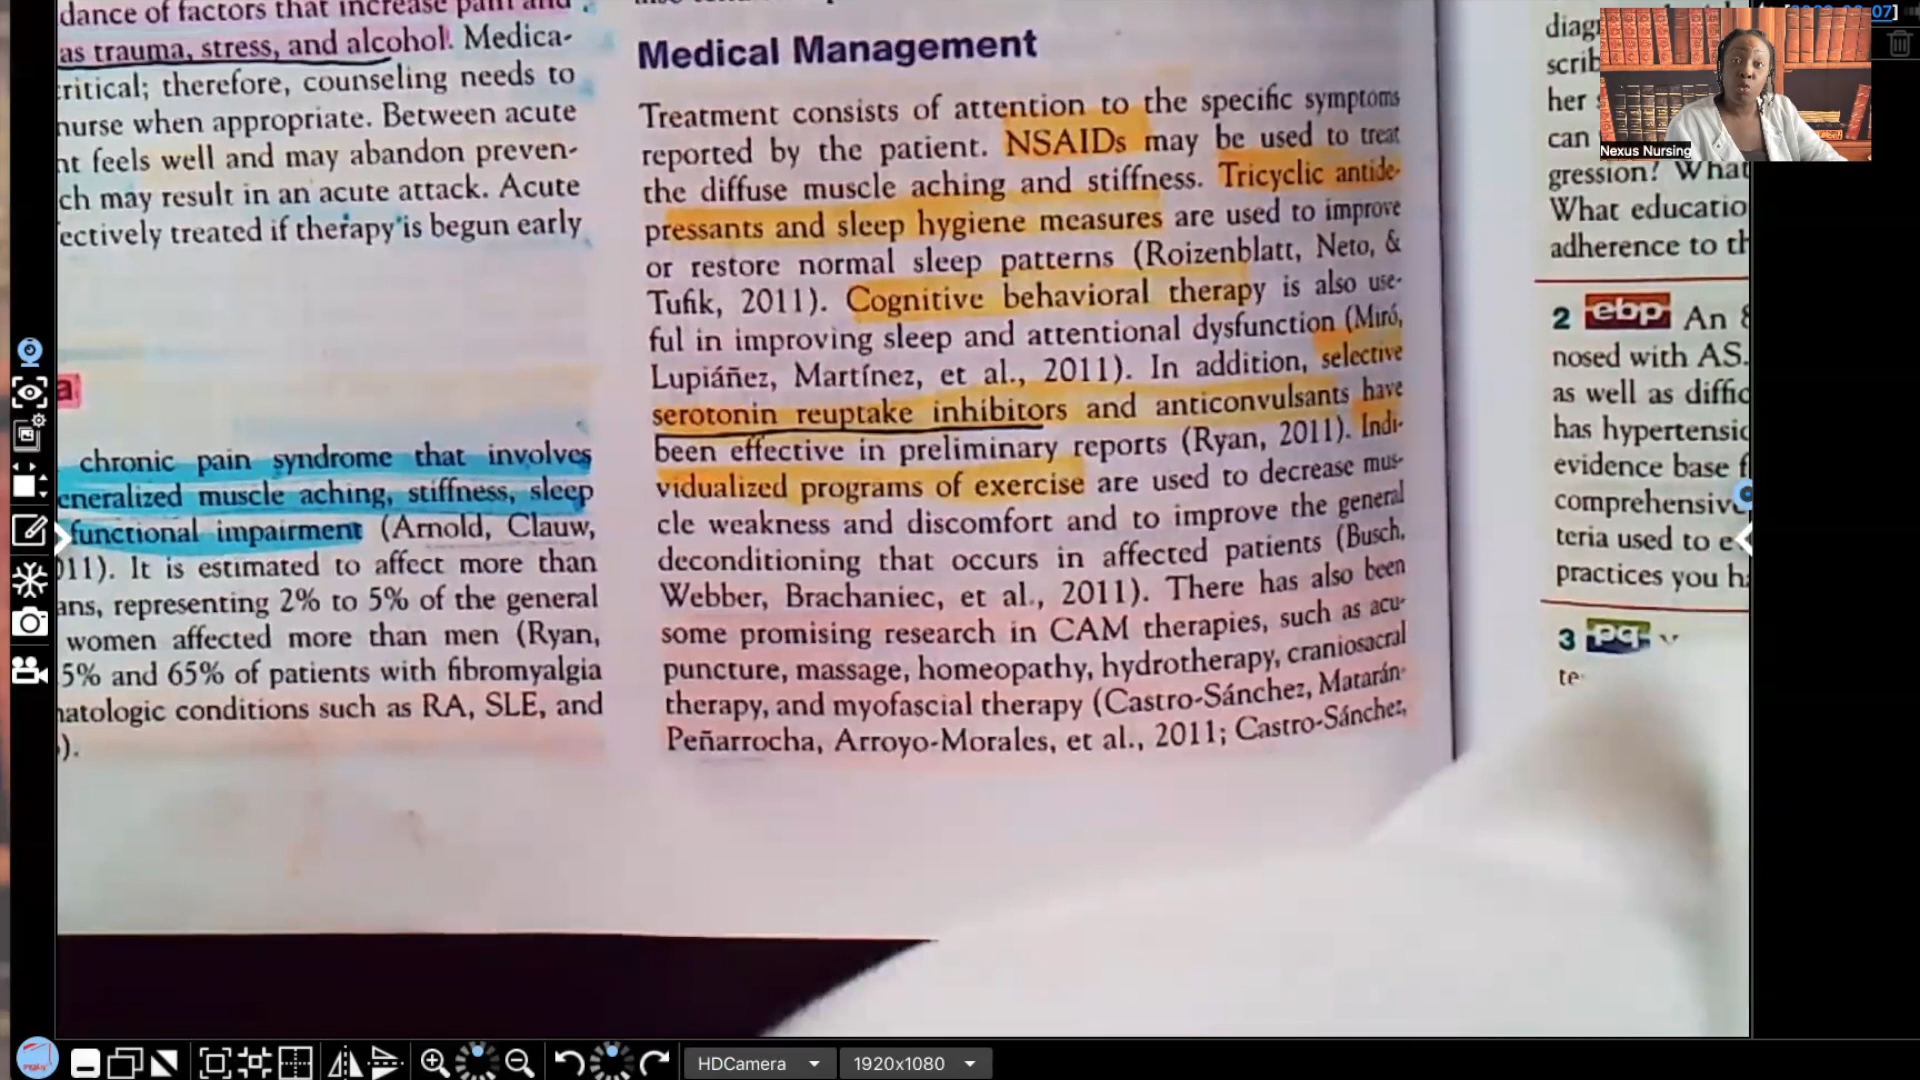 dance of factors that increase pain and
as trauma, stress, and alcohol. Medica-
critical; therefore, counseling needs to
nurse when appropriate. Between acute
nt feels well and may abandon preven-
ch may result in an acute attack. Acute
ectively treated if therapy is begun early
a
chronic pain syndrome that involves
eneralized muscle aching, stiffness, sleep
functional impairment (Arnold, Clauw,
011). It is estimated to affect more than
ans, representing 2% to 5% of the general
women affected more than men (Ryan,
5% and 65% of patients with fibromyalgia
natologic conditions such as RA, SLE, and
).
Medical Management
Treatment consists of attention to the specific symptoms
reported by the patient. NSAIDs may be used to treat
the diffuse muscle aching and stiffness. Tricyclic antide-
pressants and sleep hygiene measures are used to improve
or restore normal sleep patterns (Roizenblatt, Neto, &
Tufik, 2011). Cognitive behavioral therapy is also use-
ful in improving sleep and attentional dysfunction (Miró,
Lupiáñez, Martínez, et al., 2011). In addition, selective
serotonin reuptake inhibitors and anticonvulsants have
been effective in preliminary reports (Ryan, 2011). Indi-
vidualized programs of exercise are used to decrease mus-
cle weakness and discomfort and to improve the general
deconditioning that occurs in affected patients (Busch,
Webber, Brachaniec, et al., 2011). There has also been
some promising research in CAM therapies, such as acu-
puncture, massage, homeopathy, hydrotherapy, craniosacral
therapy, and myofascial therapy (Castro-Sánchez, Matarán-
Peñarrocha, Arroyo-Morales, et al., 2011; Castro-Sánchez,
diag
scrib
her
can
gression? What
What educatio
adherence to th
2 ebp An 8
nosed with AS.
as well as diffic
has hypertensic
evidence base f
comprehensive
teria used to e
practices you ha
3 pq
te
Nexus Nursing
07]
HDCamera
1920x1080